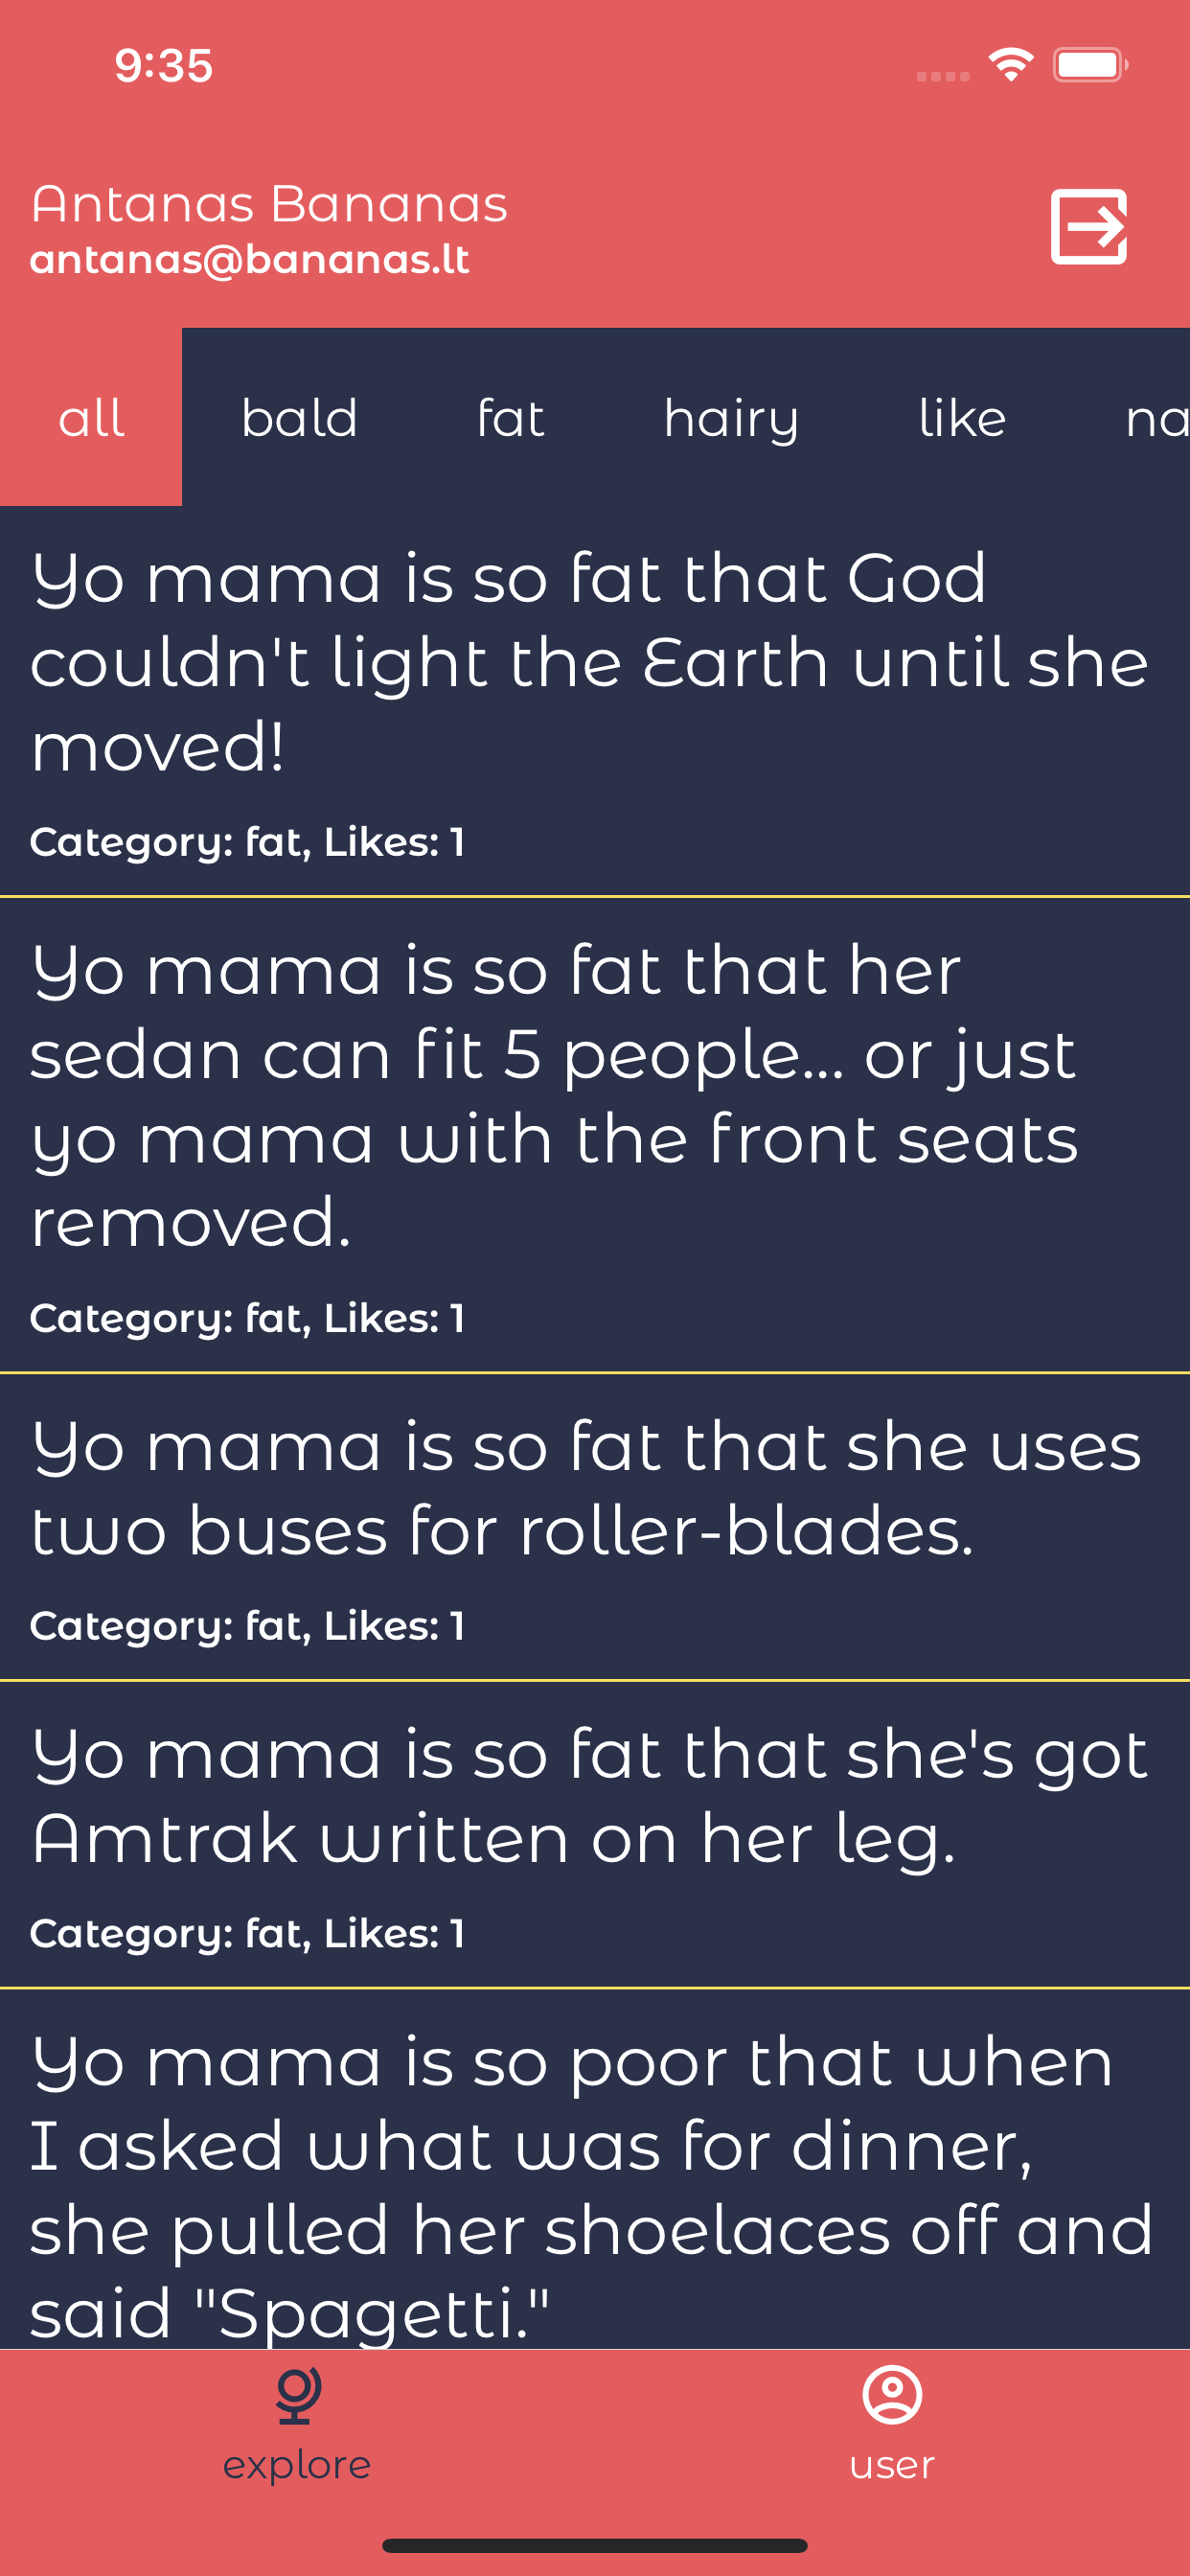 9:35
Antanas Bananas
antanas@bananas.lt
all bald fat hairy like na
Yo mama is so fat that God
couldn't light the Earth until she
moved!
Category: fat, Likes: 1
Yo mama is so fat that her
sedan can fit 5 people... or just
yo mama with the front seats
removed.
Category: fat, Likes: 1
Yo mama is so fat that she uses
two buses for roller-blades.
Category: fat, Likes: 1
Yo mama is so fat that she's got
Amtrak written on her leg.
Category: fat, Likes: 1
Yo mama is so poor that when
I asked what was for dinner,
she pulled her shoelaces off and
said "Spagetti."
explore user